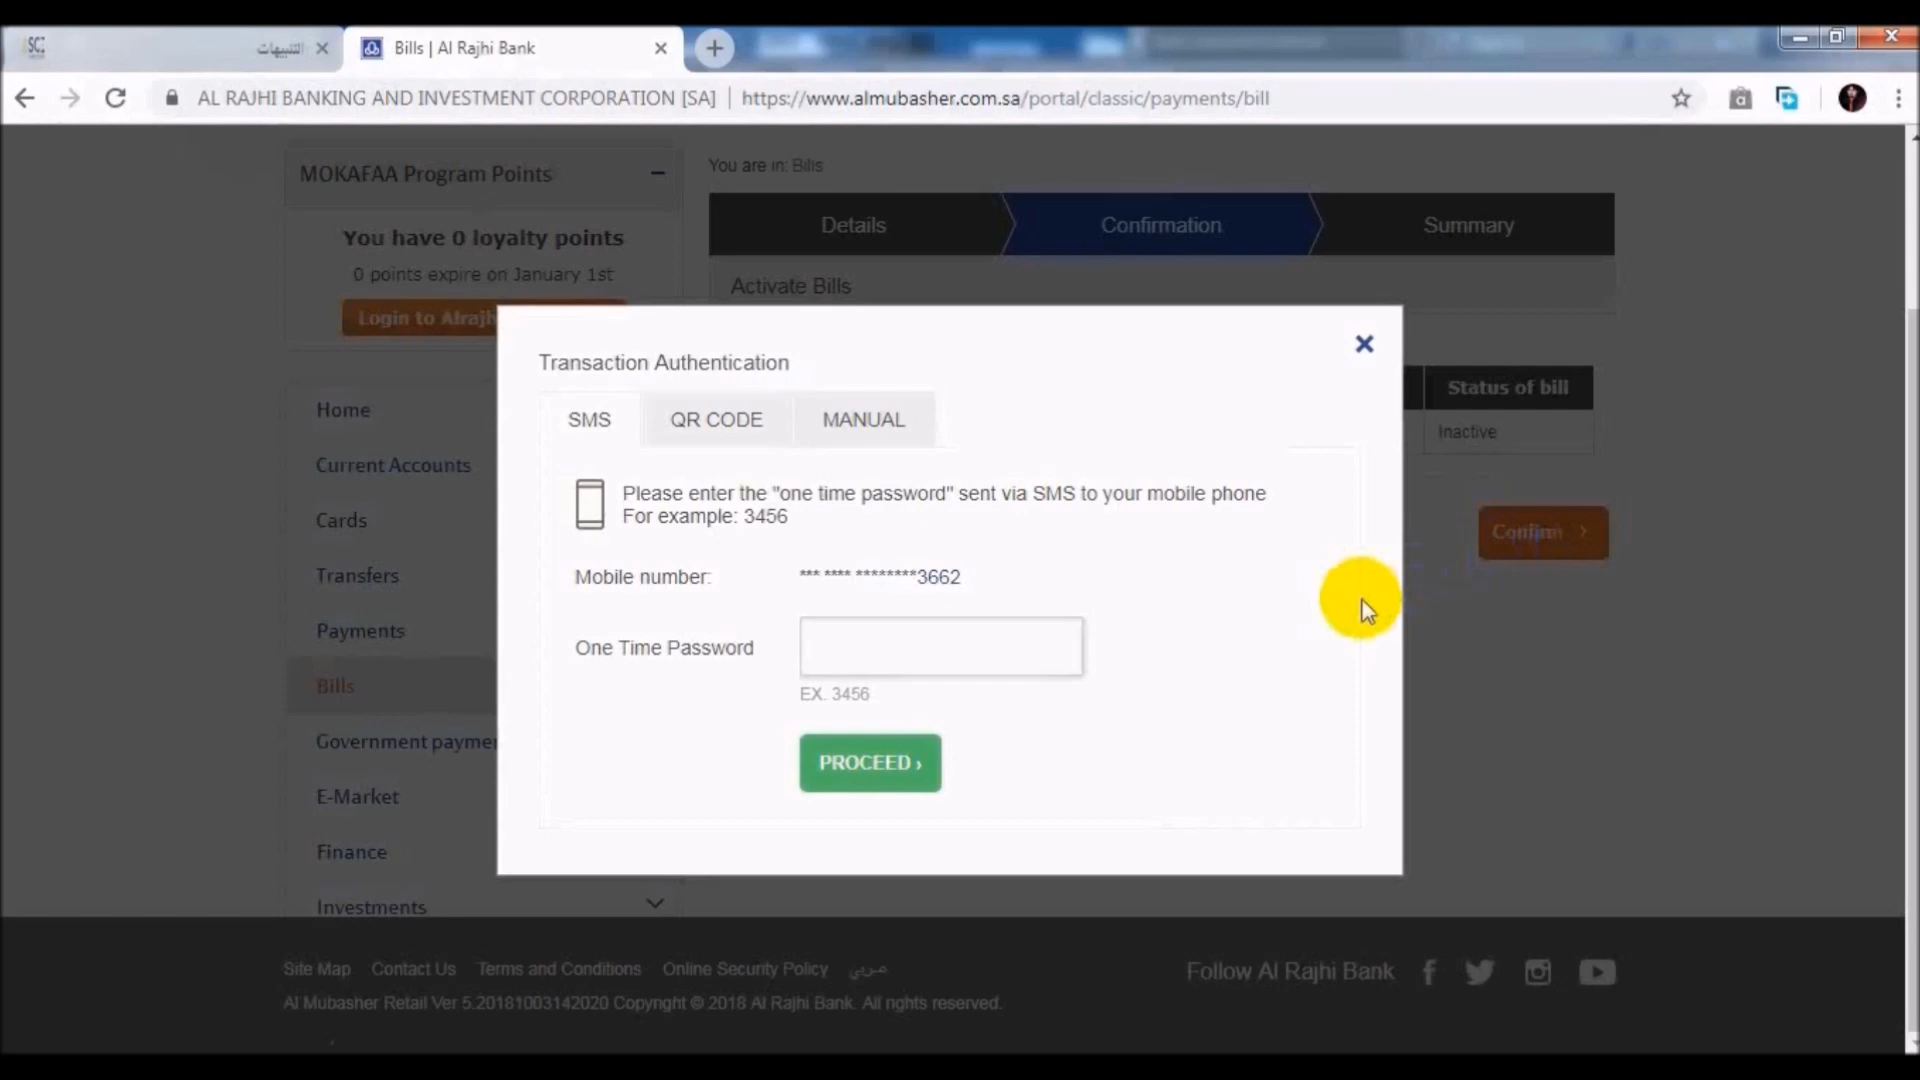 SCI
التنبيهات
Bills | Al Rajhi Bank
AL RAJHI BANKING AND INVESTMENT CORPORATION [SA]
https://www.almubasher.com.sa/portal/classic/payments/bill
MOKAFAA Program Points
You have 0 loyalty points
0 points expire on January 1st
Login to Alrajh
You are in: Bills
Details
Confirmation
Summary
Activate Bills
Status of bill
Inactive
Confirm
Home
Current Accounts
Cards
Transfers
Payments
Bills
Government paymen
E-Market
Finance
Investments
Transaction Authentication
SMS
QR CODE
MANUAL
Please enter the "one time password" sent via SMS to your mobile phone
For example: 3456
Mobile number: *** **** ********3662
One Time Password
EX. 3456
PROCEED ›
Site Map Contact Us Terms and Conditions Online Security Policy عربي
Al Mubasher Retail Ver 5.20181003142020 Copyright © 2018 Al Rajhi Bank. All rights reserved.
Follow Al Rajhi Bank